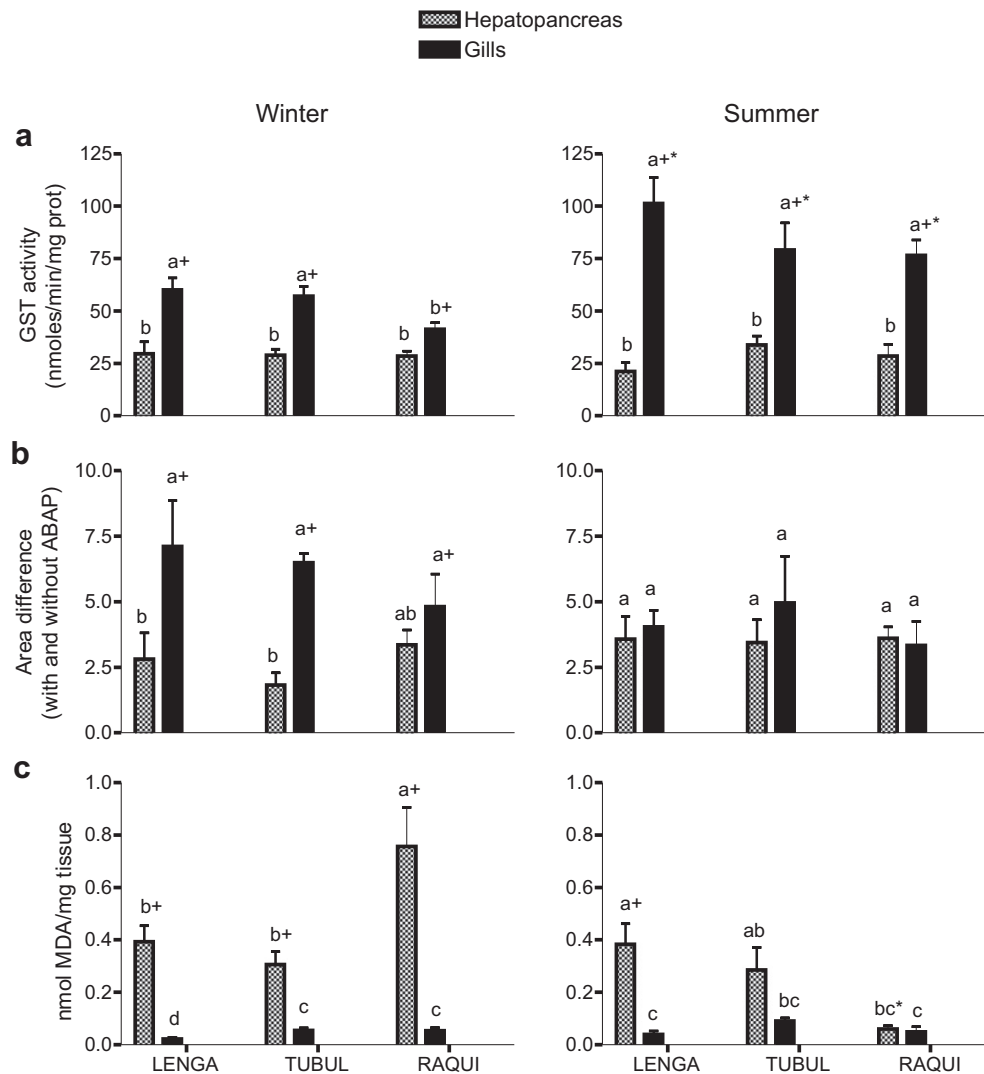 Hepatopancreas
Gills
Winter
Summer
a
GST activity
(nmoles/min/mg prot)
125
100
75
50
25
0
b
a+
b
a+
b
b+
125
100
75
50
25
0
b
a+*
b
a+*
b
a+*
b
Area difference
(with and without ABAP)
10.0
7.5
5.0
2.5
0.0
b
a+
b
a+
ab
a+
10.0
7.5
5.0
2.5
0.0
a
a
a
a
a
a
c
nmol MDA/mg tissue
1.0
0.8
0.6
0.4
0.2
0.0
b+
d
b+
c
a+
c
LENGA
TUBUL
RAQUI
1.0
0.8
0.6
0.4
0.2
0.0
a+
c
ab
bc
bc*
c
LENGA
TUBUL
RAQUI